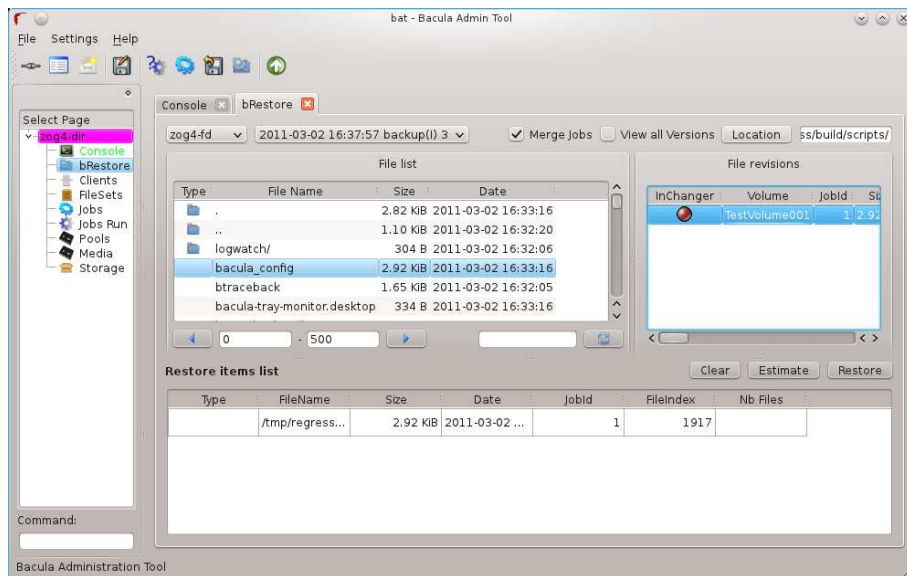 bat - Bacula Admin Tool
File Settings Help
Select Page
zog4-dir
Console
bRestore
Clients
FileSets
Jobs
Jobs Run
Pools
Media
Storage
Command:
Console bRestore
zog4-fd 2011-03-02 16:37:57 backup(I) 3 Merge Jobs View all Versions Location ss/build/scripts/
File list
Type File Name Size Date
. 2.82 KiB 2011-03-02 16:33:16
.. 1.10 KiB 2011-03-02 16:32:20
logwatch/ 304 B 2011-03-02 16:32:06
bacula_config 2.92 KiB 2011-03-02 16:33:16
btraceback 1.65 KiB 2011-03-02 16:32:05
bacula-tray-monitor.desktop 334 B 2011-03-02 16:33:16
0 - 500
File revisions
InChanger Volume JobId Siz
TestVolume001 1 2.92
Restore items list Clear Estimate Restore
Type FileName Size Date JobId FileIndex Nb Files
/tmp/regress... 2.92 KiB 2011-03-02 ... 1 1917
Bacula Administration Tool